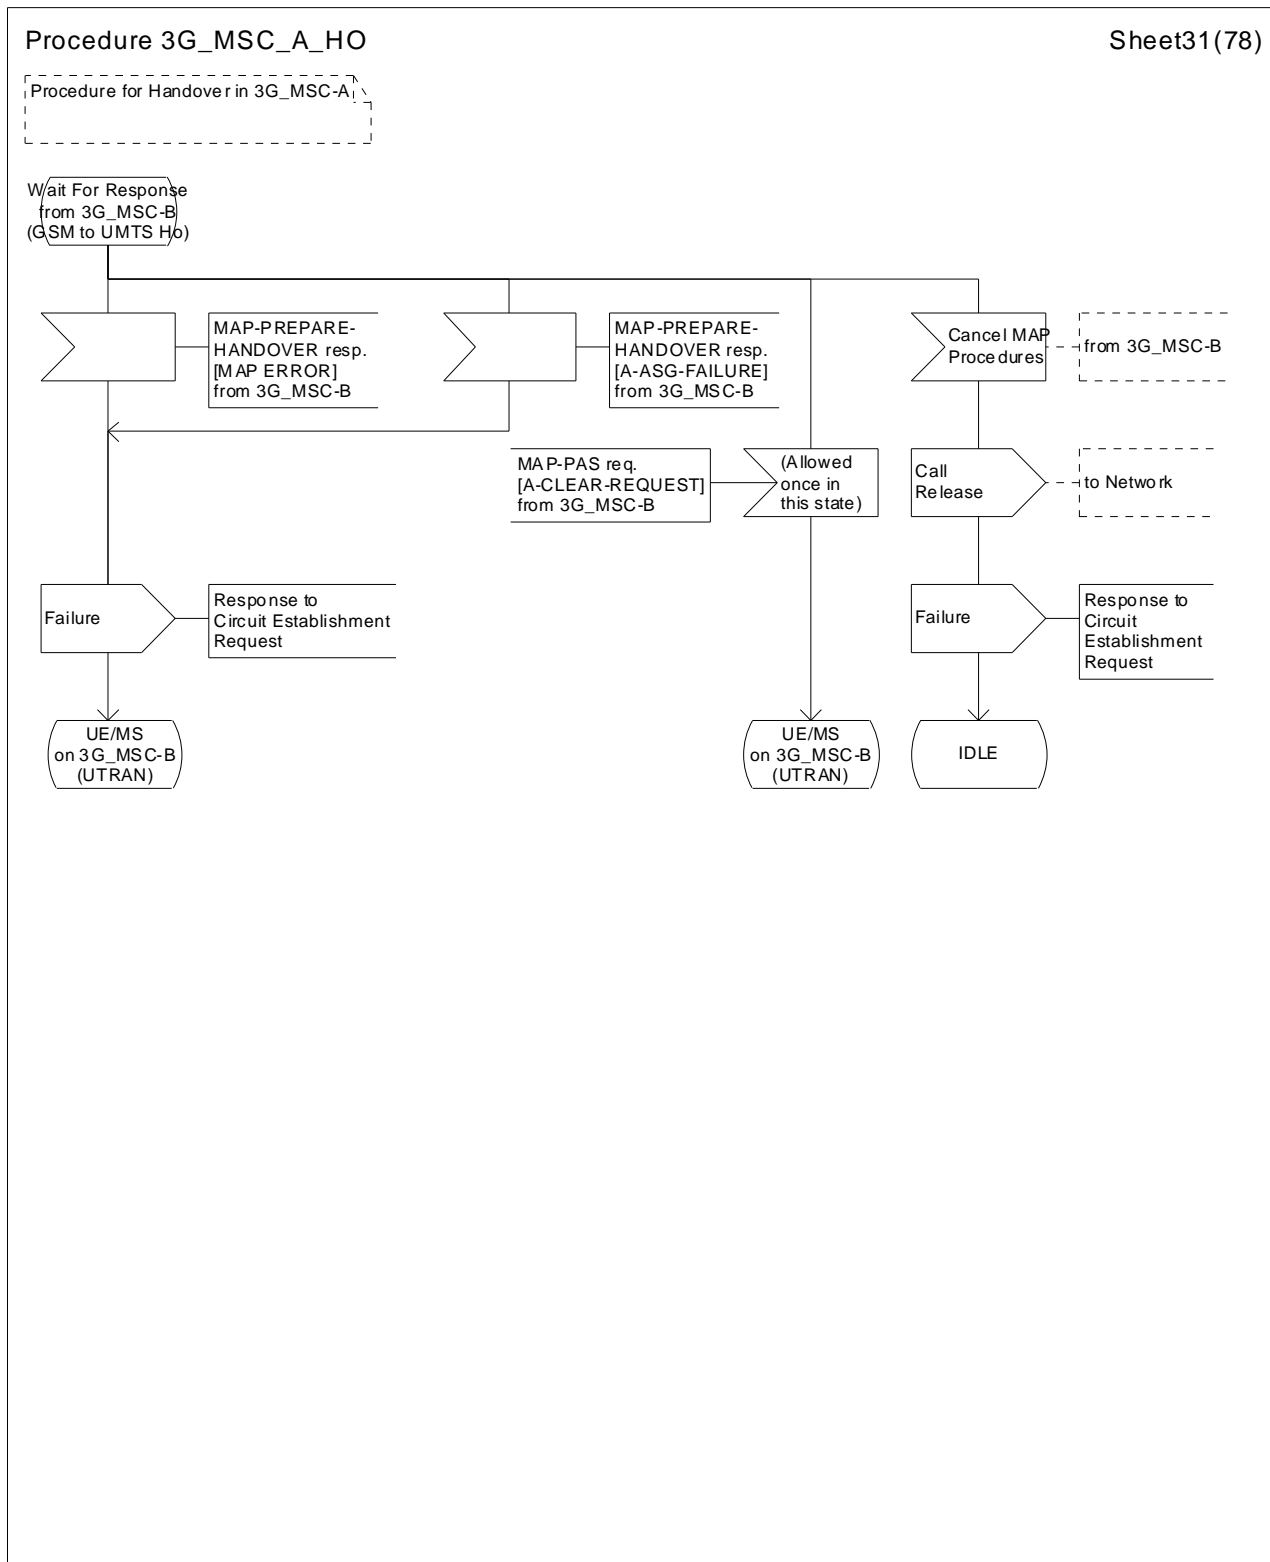 Procedure 3G_MSC_A_HO
Sheet31(78)
Procedure for Handover in 3G_MSC-A
Wait For Response
from 3G_MSC-B
(GSM to UMTS Ho)
MAP-PREPARE-
HANDOVER resp.
[MAP ERROR]
from 3G_MSC-B
MAP-PREPARE-
HANDOVER resp.
[A-ASG-FAILURE]
from 3G_MSC-B
Cancel MAP
Procedures
from 3G_MSC-B
MAP-PAS req.
[A-CLEAR-REQUEST]
from 3G_MSC-B
(Allowed
once in
this state)
Call
Release
to Network
Failure
Response to
Circuit Establishment
Request
Failure
Response to
Circuit
Establishment
Request
UE/MS
on 3G_MSC-B
(UTRAN)
UE/MS
on 3G_MSC-B
(UTRAN)
IDLE